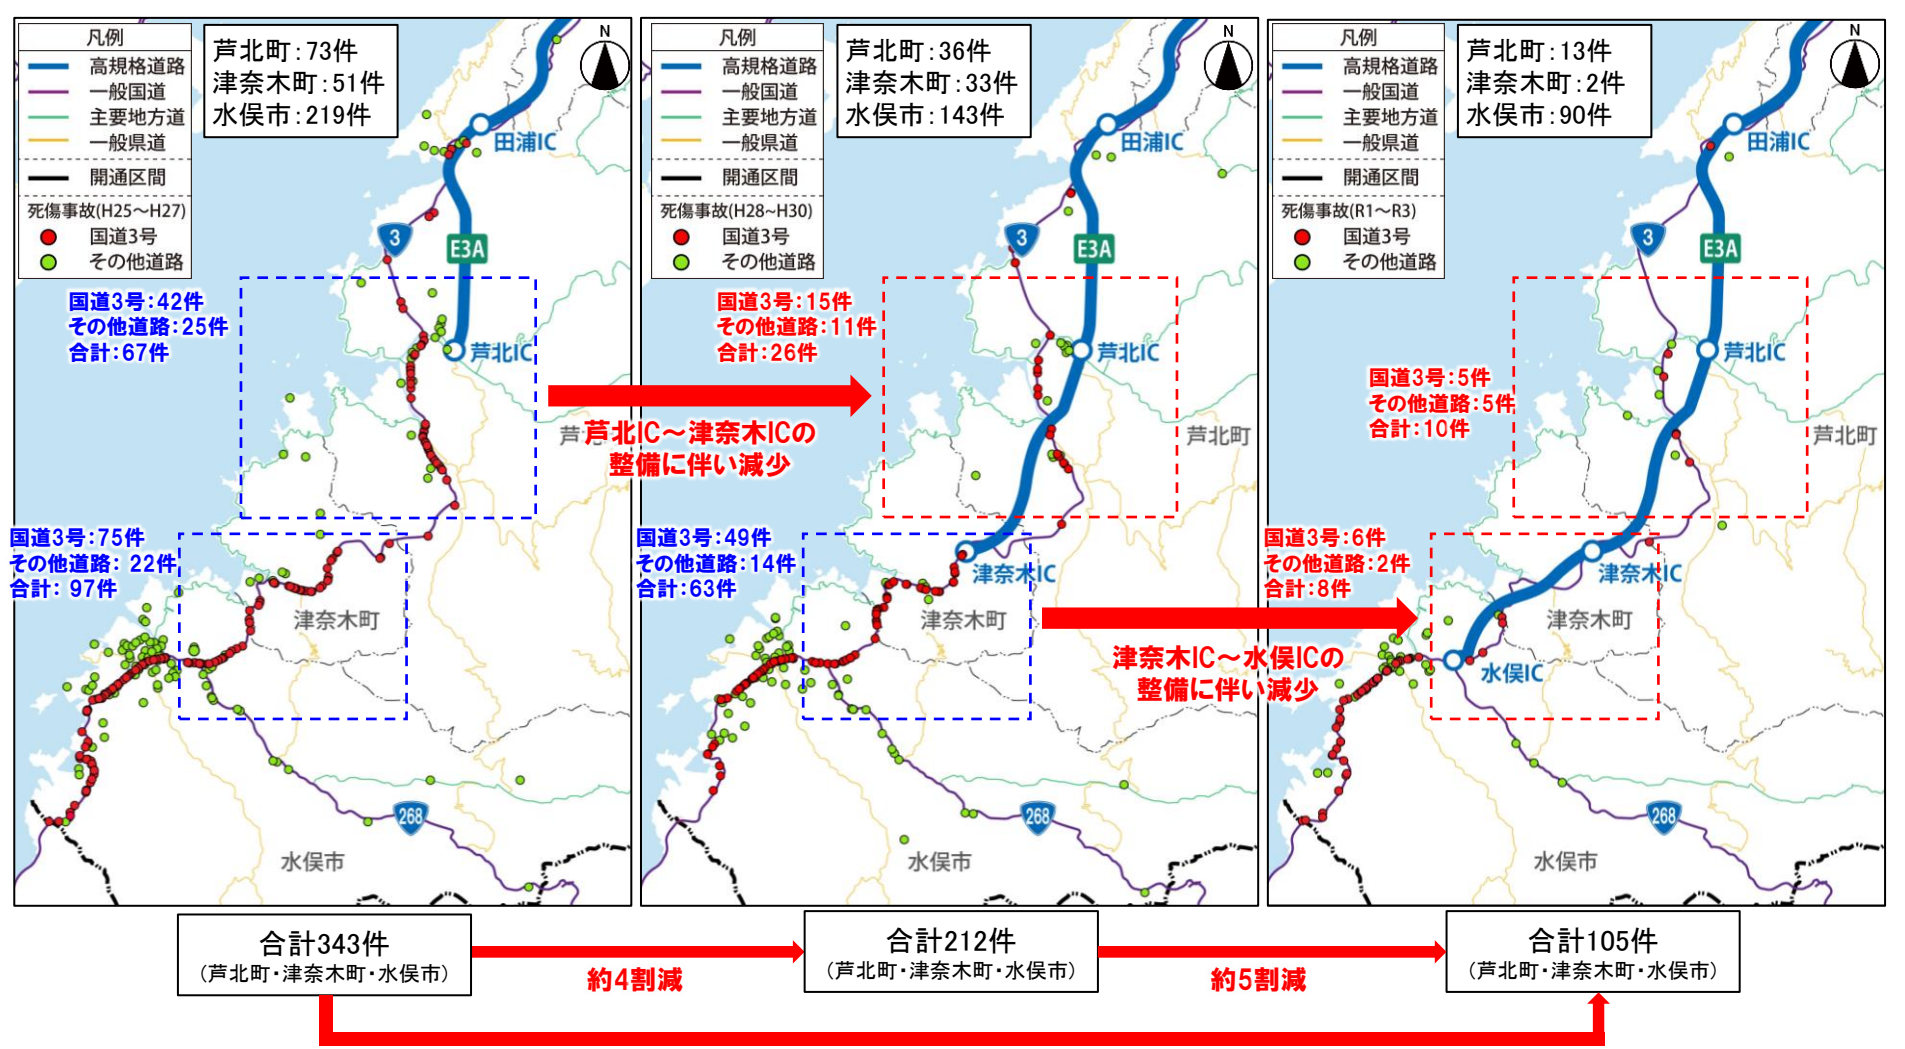 凡例
高規格道路
一般国道
主要地方道
一般県道
開通区間
死傷事故(H25～H27)
国道3号
その他道路
芦北町：73件
津奈木町：51件
水俣市：219件
N
田浦IC
3
E3A
国道3号：42件
その他道路：25件
合計：67件
芦北IC
国道3号：75件
その他道路： 22件
合計： 97件
津奈木町
268
水俣市
凡例
高規格道路
一般国道
主要地方道
一般県道
開通区間
死傷事故(H28~H30)
国道3号
その他道路
芦北町：36件
津奈木町：33件
水俣市：143件
N
田浦IC
3
E3A
国道3号：15件
その他道路：11件
合計：26件
芦北IC
芦北IC～津奈木ICの
整備に伴い減少
芦北町
国道3号：49件
その他道路：14件
合計：63件
津奈木IC
津奈木町
268
水俣市
凡例
高規格道路
一般国道
主要地方道
一般県道
開通区間
死傷事故(R1～R3)
国道3号
その他道路
芦北町：13件
津奈木町：2件
水俣市：90件
N
田浦IC
3
E3A
芦北IC
国道3号：5件
その他道路：5件
合計：10件
芦北町
国道3号：6件
その他道路：2件
合計：8件
津奈木IC
津奈木町
津奈木IC～水俣ICの
整備に伴い減少
水俣IC
268
水俣市
合計343件
（芦北町・津奈木町・水俣市）
約4割減
合計212件
（芦北町・津奈木町・水俣市）
約5割減
合計105件
（芦北町・津奈木町・水俣市）